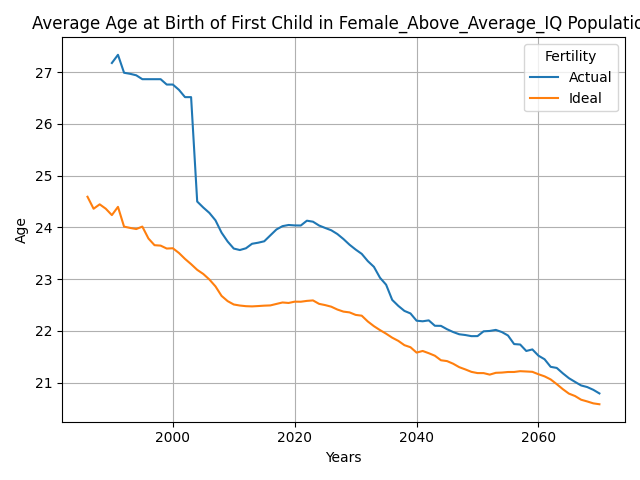 Average Age at Birth of First Child in Female_Above_Average_IQ Populatio
Fertility
Actual
Ideal
27
26
25
24
23
22
21
Age
2000
2020
2040
2060
Years